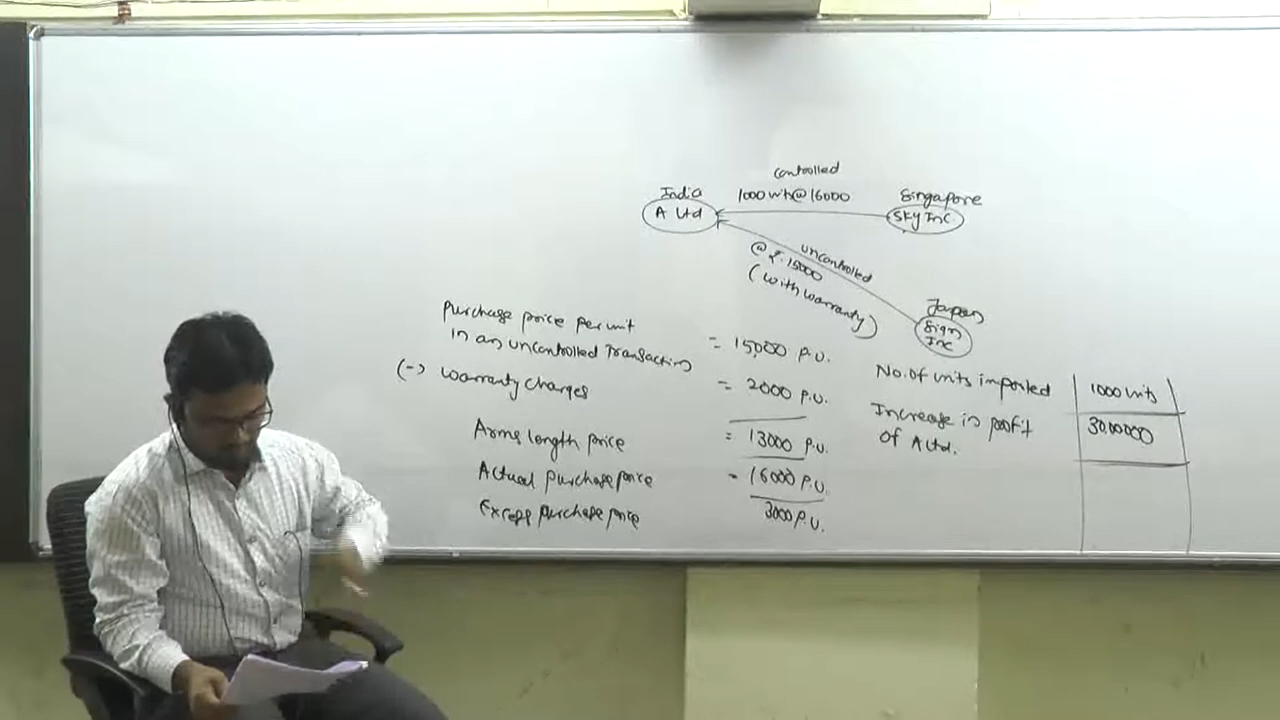 controlled
India
1000 units@16000
Singapore
A Ltd
Sky Inc.
uncontrolled
@ ₹.15000
(with warranty)
Japan
Sign
Inc
Purchase price per unit
in an uncontrolled Transaction = 15,000 P.U.
(-) warranty charges = 2000 P.U.
Arms length price = 13000 P.U.
Actual purchase price = 16000 P.U.
Excess purchase price 3000 P.U.
No. of units imported 1000 units
Increase in profit 3000000
of A Ltd.